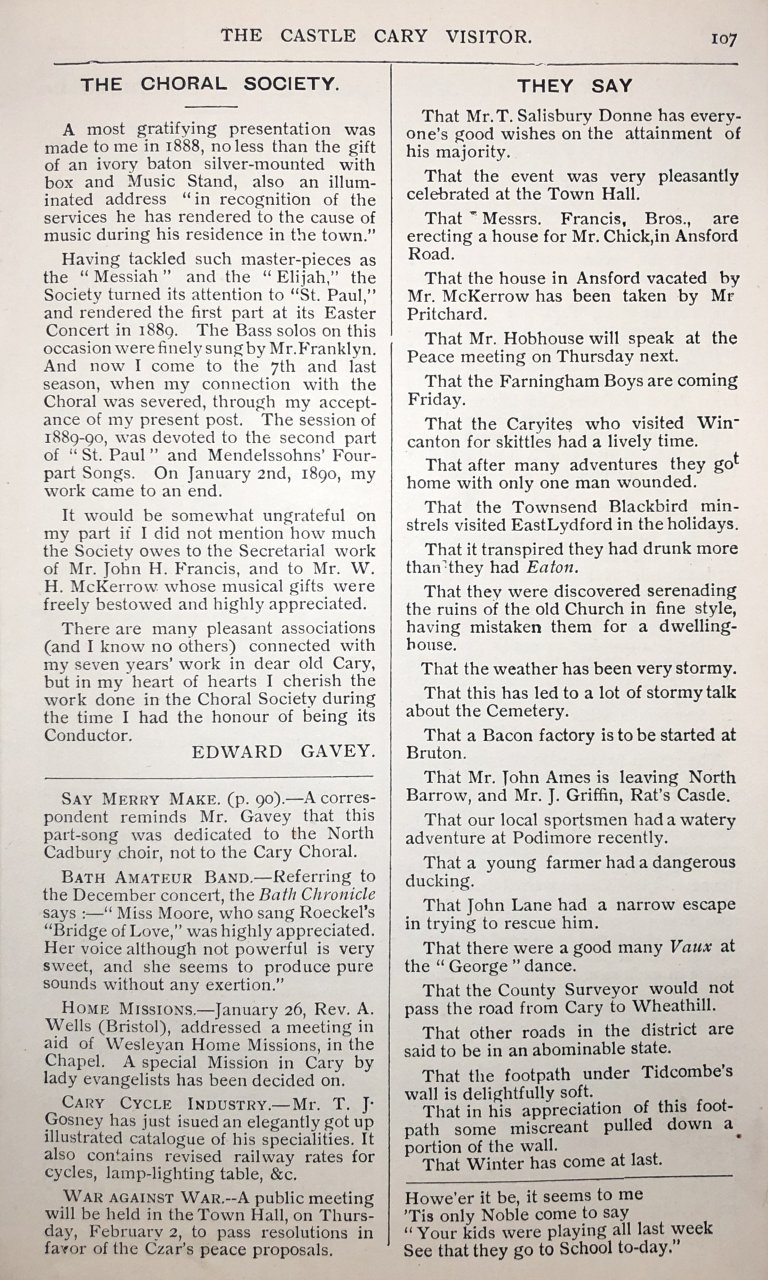 THE CASTLE CARY VISITOR. 107
THE CHORAL SOCIETY.
A most gratifying presentation was
made to me in 1888, no less than the gift
of an ivory baton silver-mounted with
box and Music Stand, also an illum-
inated address "in recognition of the
services he has rendered to the cause of
music during his residence in the town."
Having tackled such master-pieces as
the "Messiah" and the "Elijah," the
Society turned its attention to "St. Paul,"
and rendered the first part at its Easter
Concert in 1889. The Bass solos on this
occasion were finely sung by Mr. Franklyn.
And now I come to the 7th and last
season, when my connection with the
Choral was severed, through my accept-
ance of my present post. The session of
1889-90, was devoted to the second part
of "St. Paul" and Mendelssohns' Four-
part Songs. On January 2nd, 1890, my
work came to an end.
It would be somewhat ungrateful on
my part if I did not mention how much
the Society owes to the Secretarial work
of Mr. John H. Francis, and to Mr. W.
H. McKerrow whose musical gifts were
freely bestowed and highly appreciated.
There are many pleasant associations
(and I know no others) connected with
my seven years' work in dear old Cary,
but in my heart of hearts I cherish the
work done in the Choral Society during
the time I had the honour of being its
Conductor.
EDWARD GAVEY.
SAY MERRY MAKE. (p. 90).—A corres-
pondent reminds Mr. Gavey that this
part-song was dedicated to the North
Cadbury choir, not to the Cary Choral.
BATH AMATEUR BAND.—Referring to
the December concert, the Bath Chronicle
says :—" Miss Moore, who sang Roeckel's
"Bridge of Love," was highly appreciated.
Her voice although not powerful is very
sweet, and she seems to produce pure
sounds without any exertion."
HOME MISSIONS.—January 26, Rev. A.
Wells (Bristol), addressed a meeting in
aid of Wesleyan Home Missions, in the
Chapel. A special Mission in Cary by
lady evangelists has been decided on.
CARY CYCLE INDUSTRY.—Mr. T. J.
Gosney has just isued an elegantly got up
illustrated catalogue of his specialities. It
also contains revised railway rates for
cycles, lamp-lighting table, &c.
WAR AGAINST WAR.--A public meeting
will be held in the Town Hall, on Thurs-
day, February 2, to pass resolutions in
favor of the Czar's peace proposals.
THEY SAY
That Mr. T. Salisbury Donne has every-
one's good wishes on the attainment of
his majority.
That the event was very pleasantly
celebrated at the Town Hall.
That Messrs. Francis, Bros., are
erecting a house for Mr. Chick,in Ansford
Road.
That the house in Ansford vacated by
Mr. McKerrow has been taken by Mr
Pritchard.
That Mr. Hobhouse will speak at the
Peace meeting on Thursday next.
That the Farningham Boys are coming
Friday.
That the Caryites who visited Win-
canton for skittles had a lively time.
That after many adventures they got
home with only one man wounded.
That the Townsend Blackbird min-
strels visited EastLydford in the holidays.
That it transpired they had drunk more
than they had Eaton.
That they were discovered serenading
the ruins of the old Church in fine style,
having mistaken them for a dwelling-
house.
That the weather has been very stormy.
That this has led to a lot of stormy talk
about the Cemetery.
That a Bacon factory is to be started at
Bruton.
That Mr. John Ames is leaving North
Barrow, and Mr. J. Griffin, Rat's Castle.
That our local sportsmen had a watery
adventure at Podimore recently.
That a young farmer had a dangerous
ducking.
That John Lane had a narrow escape
in trying to rescue him.
That there were a good many Vaux at
the "George" dance.
That the County Surveyor would not
pass the road from Cary to Wheathill.
That other roads in the district are
said to be in an abominable state.
That the footpath under Tidcombe's
wall is delightfully soft.
That in his appreciation of this foot-
path some miscreant pulled down a
portion of the wall.
That Winter has come at last.
Howe'er it be, it seems to me
'Tis only Noble come to say
"Your kids were playing all last week
See that they go to School to-day."